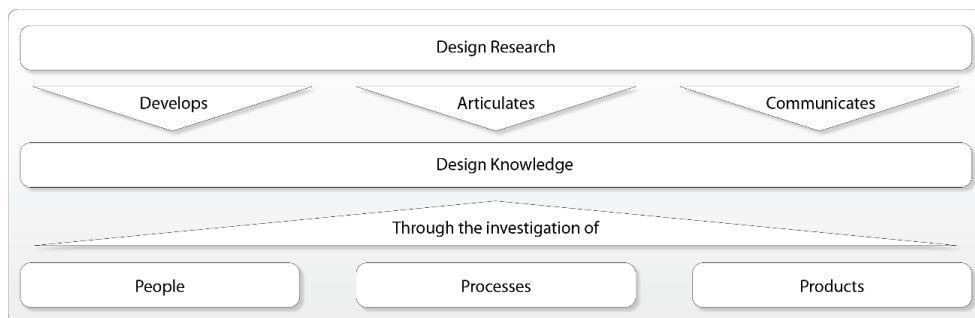 Design Research
Develops Articulates Communicates
Design Knowledge
Through the investigation of
People Processes Products